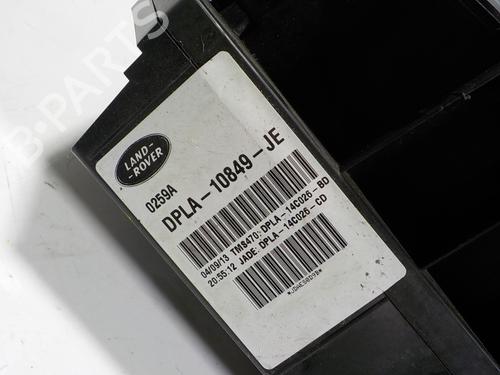 B-PARTS
LAND-
-ROVER
0259A
DPLA-10849-JE
04/09/13 TMS470:DPLA-14C026-BD
20:55:12 JADE:DPLA-14C026-CD